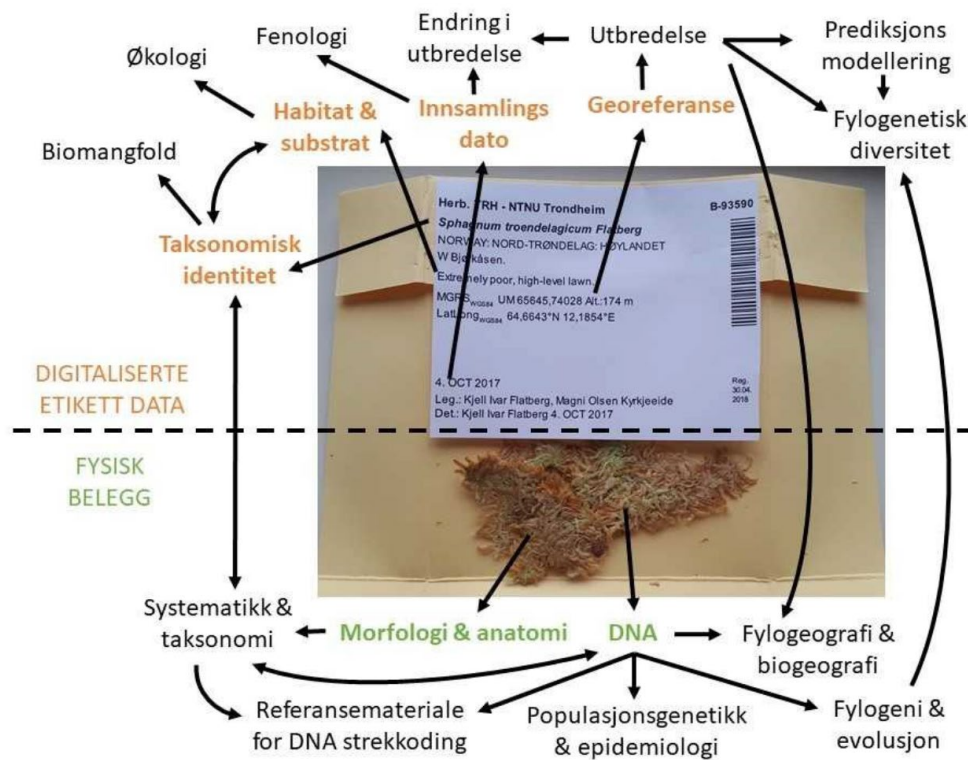 Økologi
Fenologi
Endring i
utbredelse
Utbredelse
Prediksjons
modellering
Biomangfold
Habitat &
substrat
Innsamlings
dato
Georeferanse
Fylogenetisk
diversitet
Taksonomisk
identitet
Herb. TRH - NTNU Trondheim
B-93590
Sphagnum troendelagicum Flatberg
NORWAY: NORD-TRØNDELAG: HØYLANDET
W Bjørkåsen.
Extremely poor, high-level lawn.
MGRS WGS84 UM 65645,74028 Alt.:174 m
LatLong WGS84 64,6643°N 12,1854°E
4. OCT 2017
Leg.: Kjell Ivar Flatberg, Magni Olsen Kyrkjeeide
Det.: Kjell Ivar Flatberg 4. OCT 2017
Reg.
30.04.
2018
DIGITALISERTE
ETIKETT DATA
FYSISK
BELEGG
Systematikk &
taksonomi
Morfologi & anatomi
DNA
Fylogeografi &
biogeografi
Referansemateriale
for DNA strekkoding
Populasjonsgenetikk
& epidemiologi
Fylogeni &
evolusjon